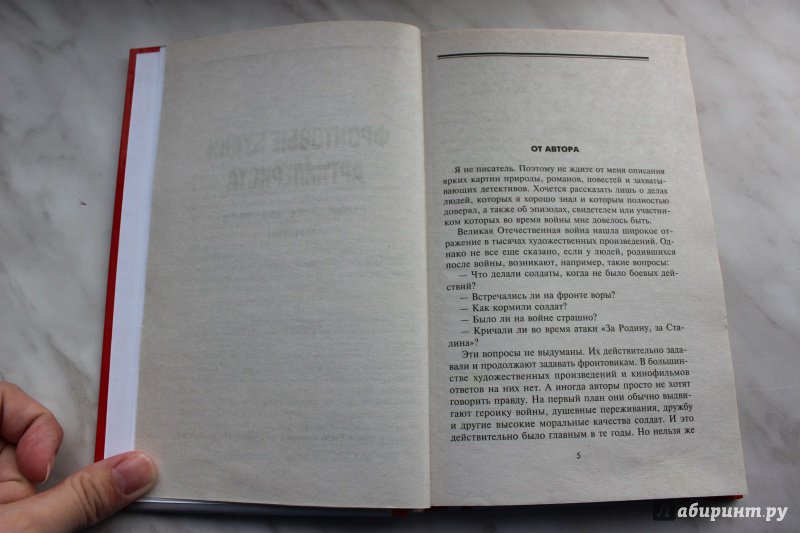 ОТ АВТОРА
Я не писатель. Поэтому не ждите от меня описания
ярких картин природы, романов, повестей и захваты-
вающих детективов. Хочется рассказать лишь о делах
людей, которых я хорошо знал и которым полностью
доверял, а также об эпизодах, свидетелем или участни-
ком которых во время войны мне довелось быть.
Великая Отечественная война нашла широкое от-
ражение в тысячах художественных произведений. Од-
нако не все еще сказано, если у людей, родившихся
после войны, возникают, например, такие вопросы:
— Что делали солдаты, когда не было боевых дей-
ствий?
— Встречались ли на фронте воры?
— Как кормили солдат?
— Было ли на войне страшно?
— Кричали ли во время атаки «За Родину, за Ста-
лина»?
Эти вопросы не выдуманы. Их действительно зада-
вали и продолжают задавать фронтовикам. В большин-
стве художественных произведений и кинофильмов
ответов на них нет. А иногда авторы просто не хотят
говорить правду. На первый план они обычно выдви-
гают героику войны, душевные переживания, дружбу
и другие высокие моральные качества солдат. И это
действительно было главным в те годы. Но нельзя же
5
Лабиринт.ру